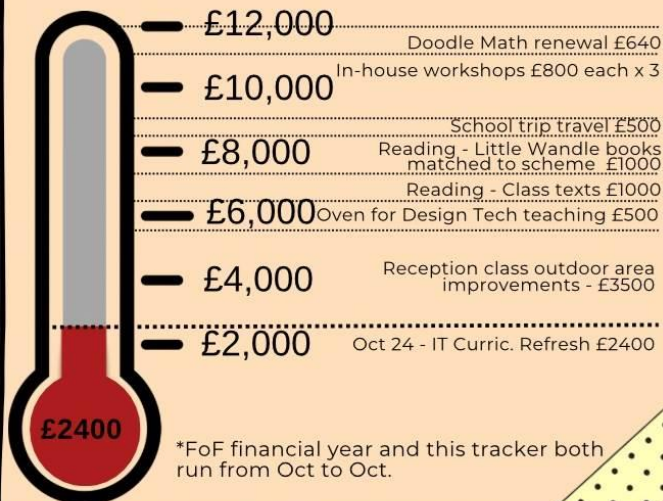 £12,000
Doodle Math renewal £640
In-house workshops £800 each x 3
£10,000
School trip travel £500
£8,000
Reading - Little Wandle books
matched to scheme £1000
Reading - Class texts £1000
£6,000
Oven for Design Tech teaching £500
£4,000
Reception class outdoor area
improvements - £3500
£2,000
Oct 24 - IT Curric. Refresh £2400
£2400
*FoF financial year and this tracker both
run from Oct to Oct.